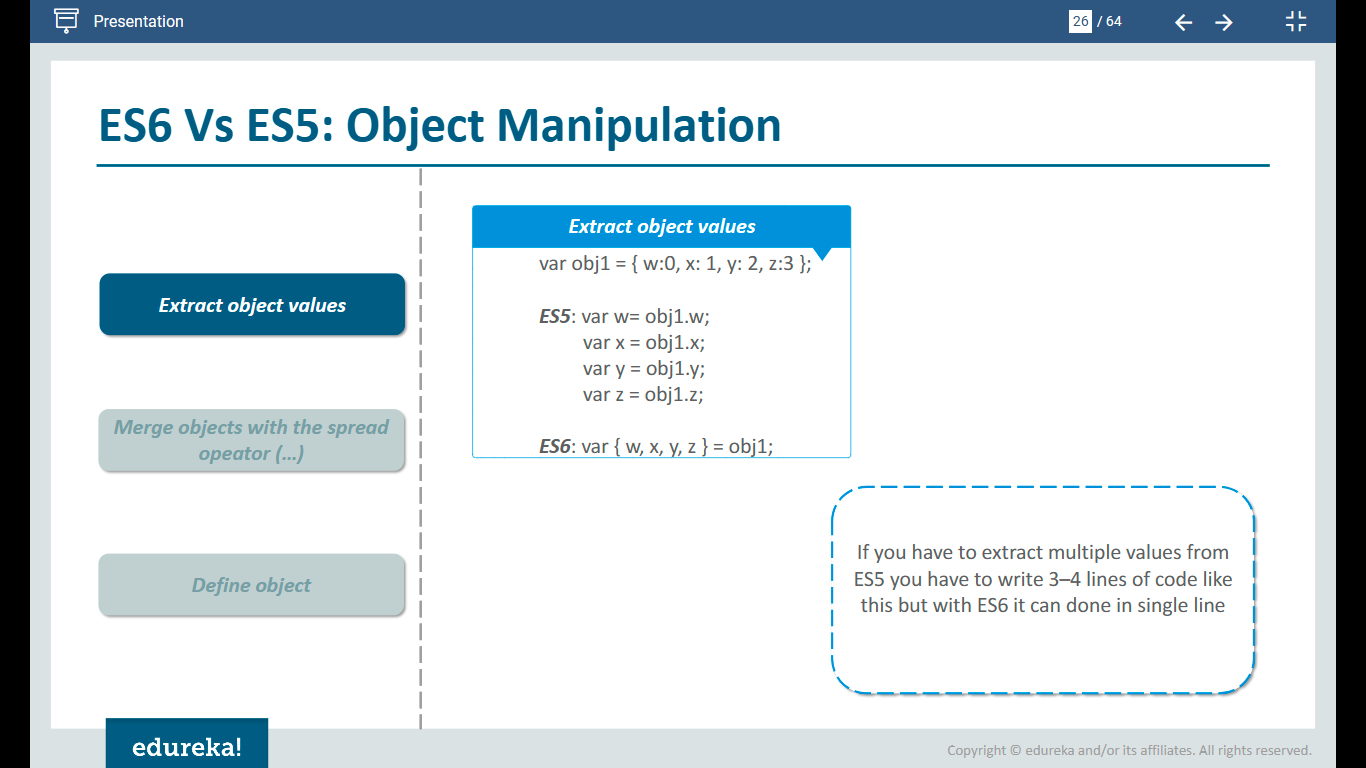 Presentation
26 / 64
ES6 Vs ES5: Object Manipulation
Extract object values
Merge objects with the spread
opeator (...)
Define object
Extract object values
var obj1 = { w:0, x: 1, y: 2, z:3 };
ES5: var w= obj1.w;
var x = obj1.x;
var y = obj1.y;
var z = obj1.z;
ES6: var { w, x, y, z } = obj1;
If you have to extract multiple values from
ES5 you have to write 3–4 lines of code like
this but with ES6 it can done in single line
edureka!
Copyright © edureka and/or its affiliates. All rights reserved.